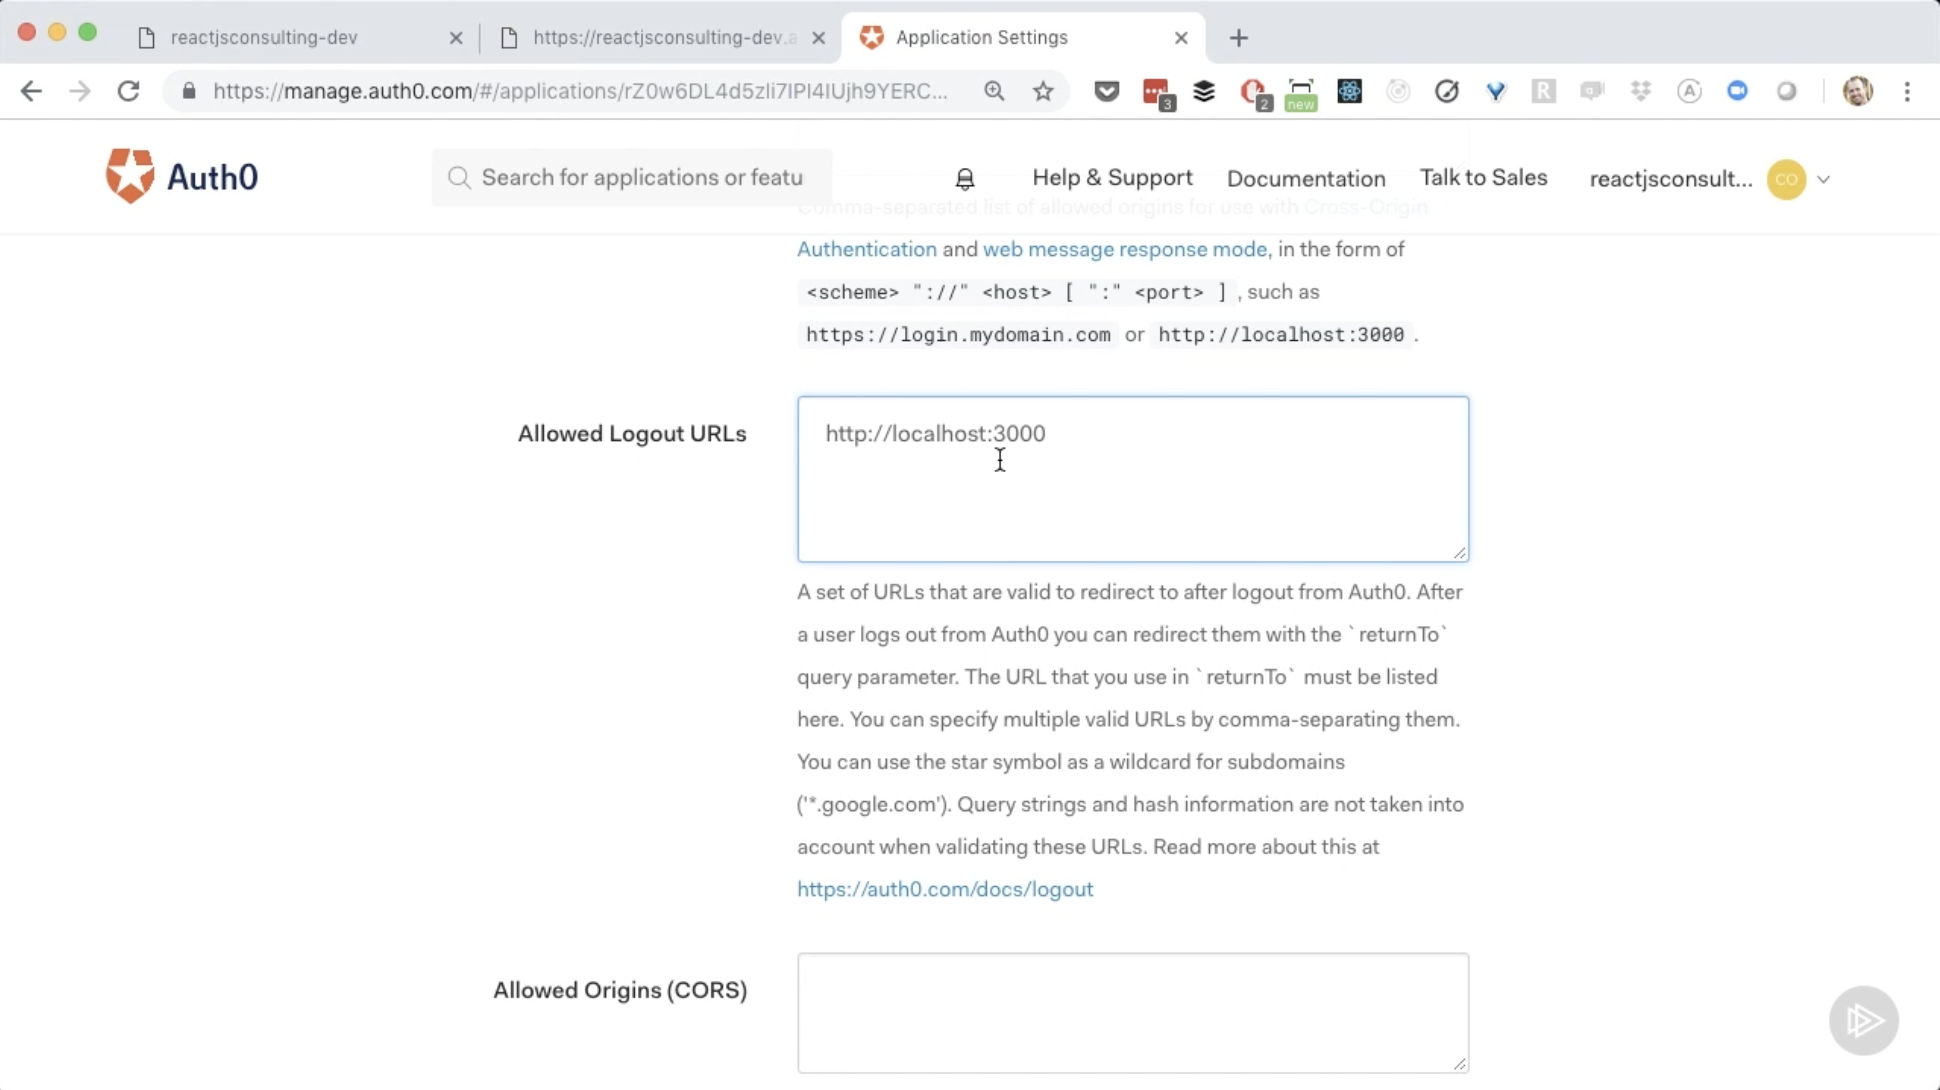 reactjsconsulting-dev
https://reactjsconsulting-dev.a
Application Settings
https://manage.auth0.com/#/applications/rZ0w6DL4d5zli7IPI4IUjh9YERC...
3
2
new
R
A
Auth0
Search for applications or featu
Help & Support
Documentation
Talk to Sales
reactjsconsult...
CO
Comma-separated list of allowed origins for use with Cross-Origin
Authentication and web message response mode, in the form of
<scheme> "://" <host> [ ":" <port> ] , such as
https://login.mydomain.com or http://localhost:3000 .
Allowed Logout URLs
http://localhost:3000
A set of URLs that are valid to redirect to after logout from Auth0. After
a user logs out from Auth0 you can redirect them with the `returnTo`
query parameter. The URL that you use in `returnTo` must be listed
here. You can specify multiple valid URLs by comma-separating them.
You can use the star symbol as a wildcard for subdomains
('*.google.com'). Query strings and hash information are not taken into
account when validating these URLs. Read more about this at
https://auth0.com/docs/logout
Allowed Origins (CORS)